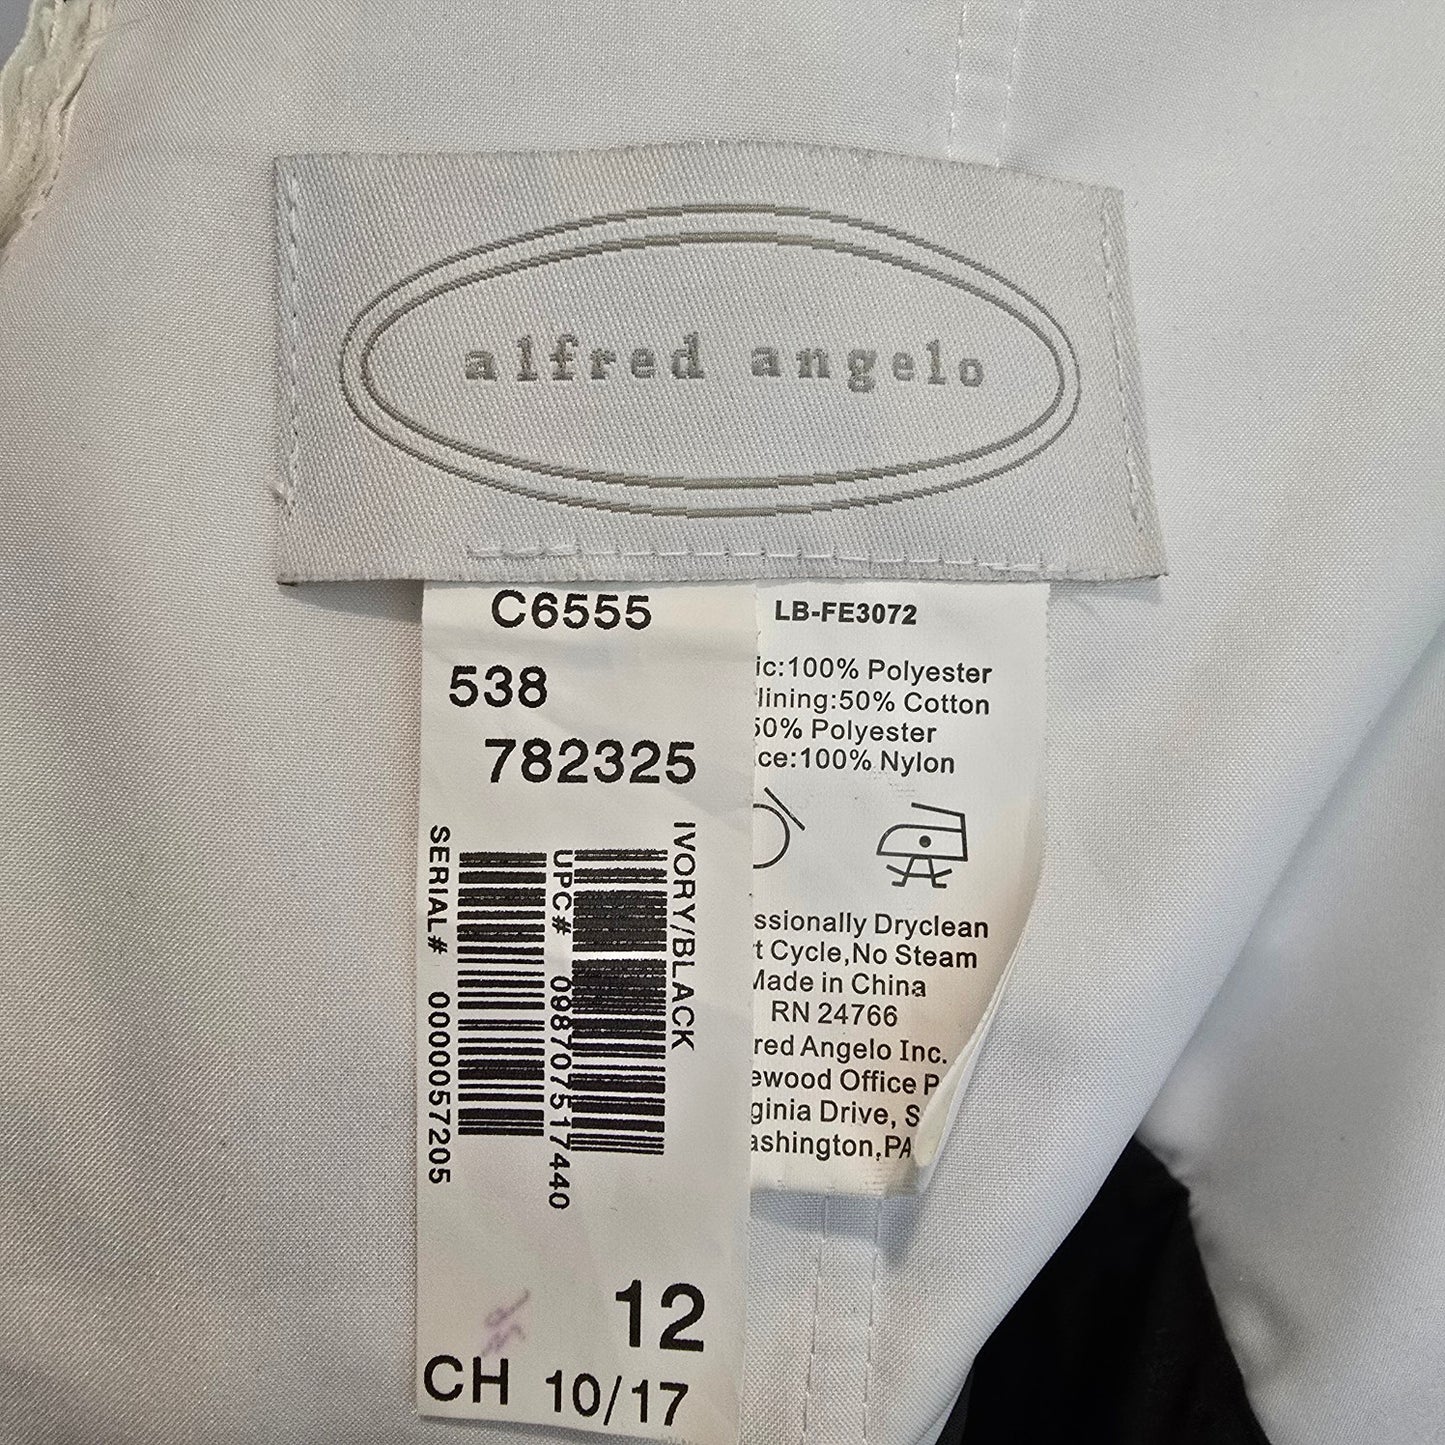 alfred angelo
C6555
538
782325
IVORY/BLACK
UPC# 098707517440
SERIAL# 0000057205
12
CH 10/17
LB-FE3072
ic:100% Polyester
lining:50% Cotton
50% Polyester
ce:100% Nylon
ssionally Dryclean
t Cycle,No Steam
Made in China
RN 24766
red Angelo Inc.
ewood Office P
ginia Drive, S
ashington,PA